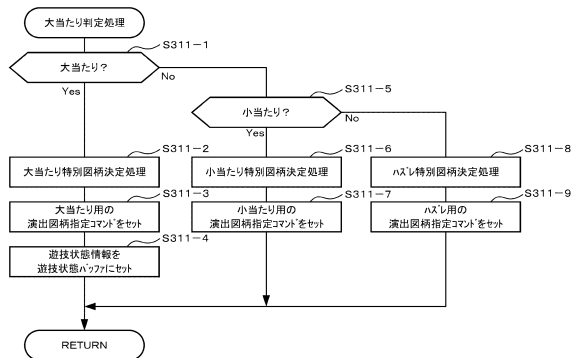 大当たり判定処理
S311-1
大当たり？
No
Yes
S311-5
小当たり？
No
Yes
S311-2
S311-6
S311-8
大当たり特別図柄決定処理
小当たり特別図柄決定処理
ハズレ特別図柄決定処理
S311-3
S311-7
S311-9
大当たり用の
演出図柄指定コマンドをセット
小当たり用の
演出図柄指定コマンドをセット
ハズレ用の
演出図柄指定コマンドをセット
S311-4
遊技状態情報を
遊技状態バッファにセット
RETURN